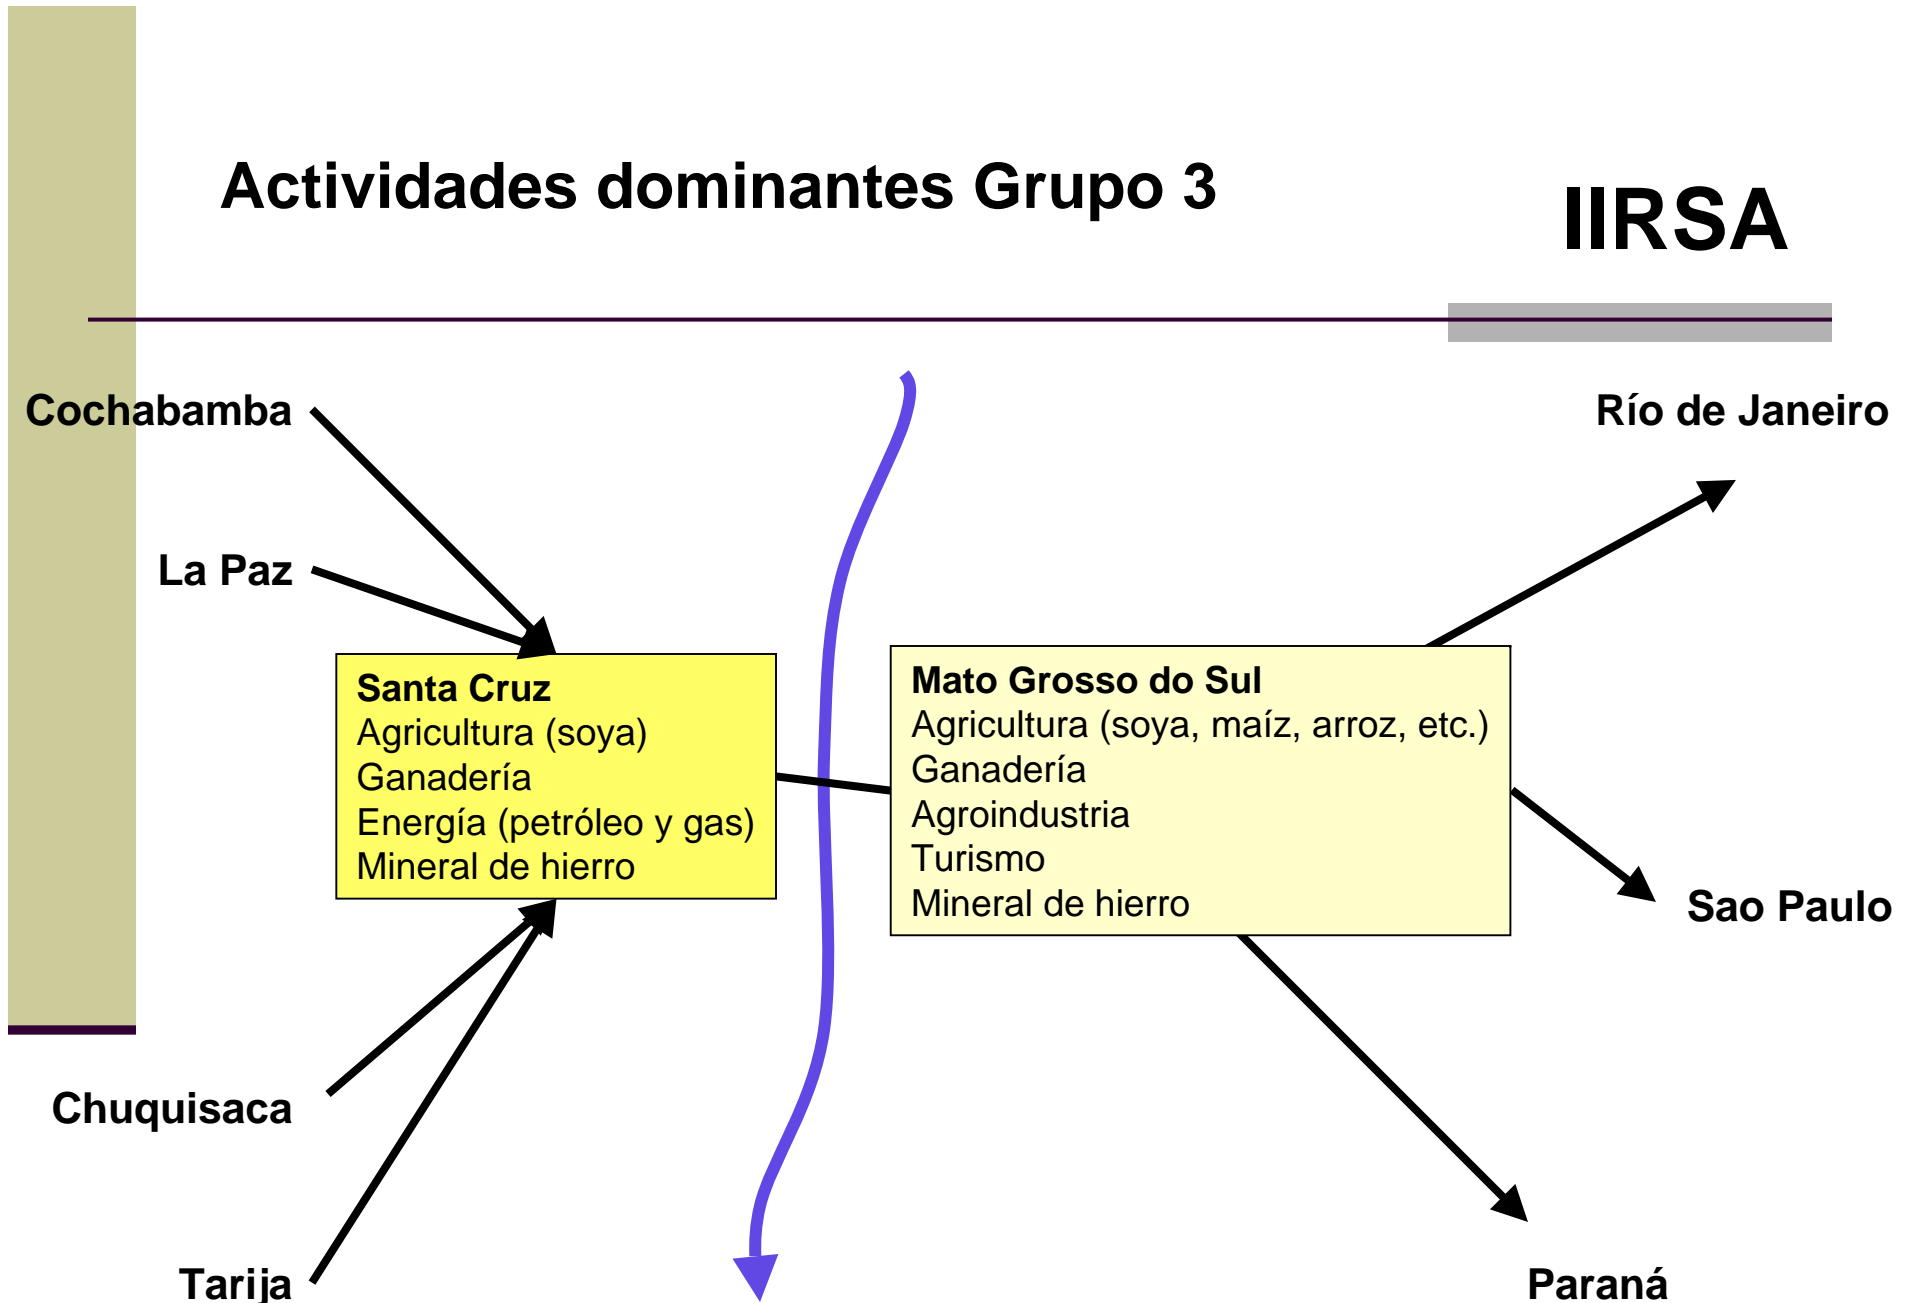 Actividades dominantes Grupo 3
IIRSA
Cochabamba
Río de Janeiro
La Paz
Santa Cruz
Agricultura (soya)
Ganadería
Energía (petróleo y gas)
Mineral de hierro
Mato Grosso do Sul
Agricultura (soya, maíz, arroz, etc.)
Ganadería
Agroindustria
Turismo
Mineral de hierro
Sao Paulo
Chuquisaca
Tarija
Paraná